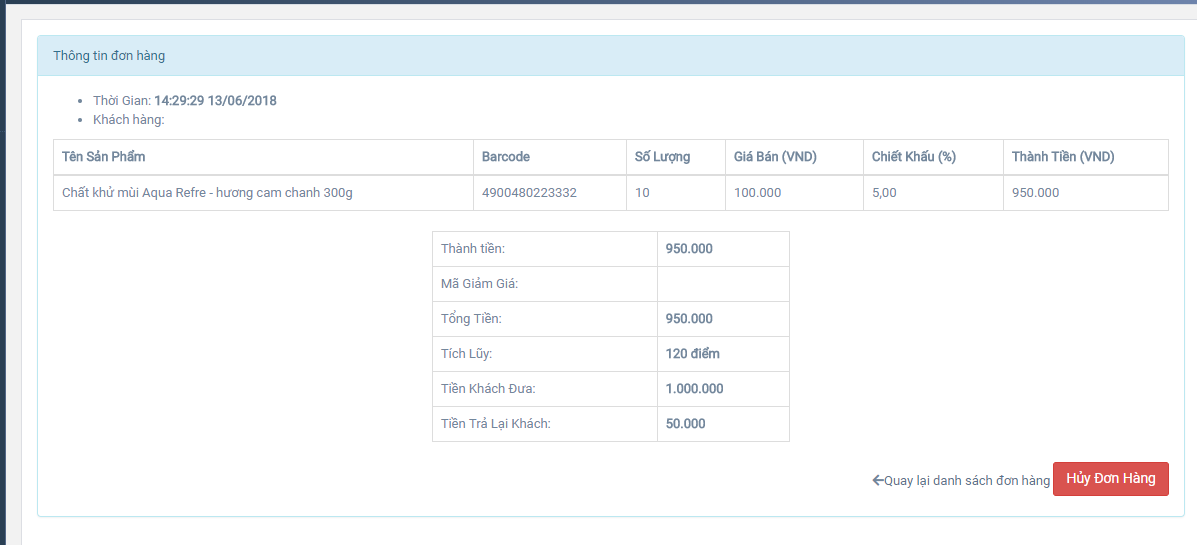 Thông tin đơn hàng
Thời Gian: 14:29:29 13/06/2018
Khách hàng:
Tên Sản Phẩm Barcode Số Lượng Giá Bán (VND) Chiết Khấu (%) Thành Tiền (VND)
Chất khử mùi Aqua Refre - hương cam chanh 300g 4900480223332 10 100.000 5,00 950.000
Thành tiền: 950.000
Mã Giảm Giá:
Tổng Tiền: 950.000
Tích Lũy: 120 điểm
Tiền Khách Đưa: 1.000.000
Tiền Trả Lại Khách: 50.000
Quay lại danh sách đơn hàng Hủy Đơn Hàng